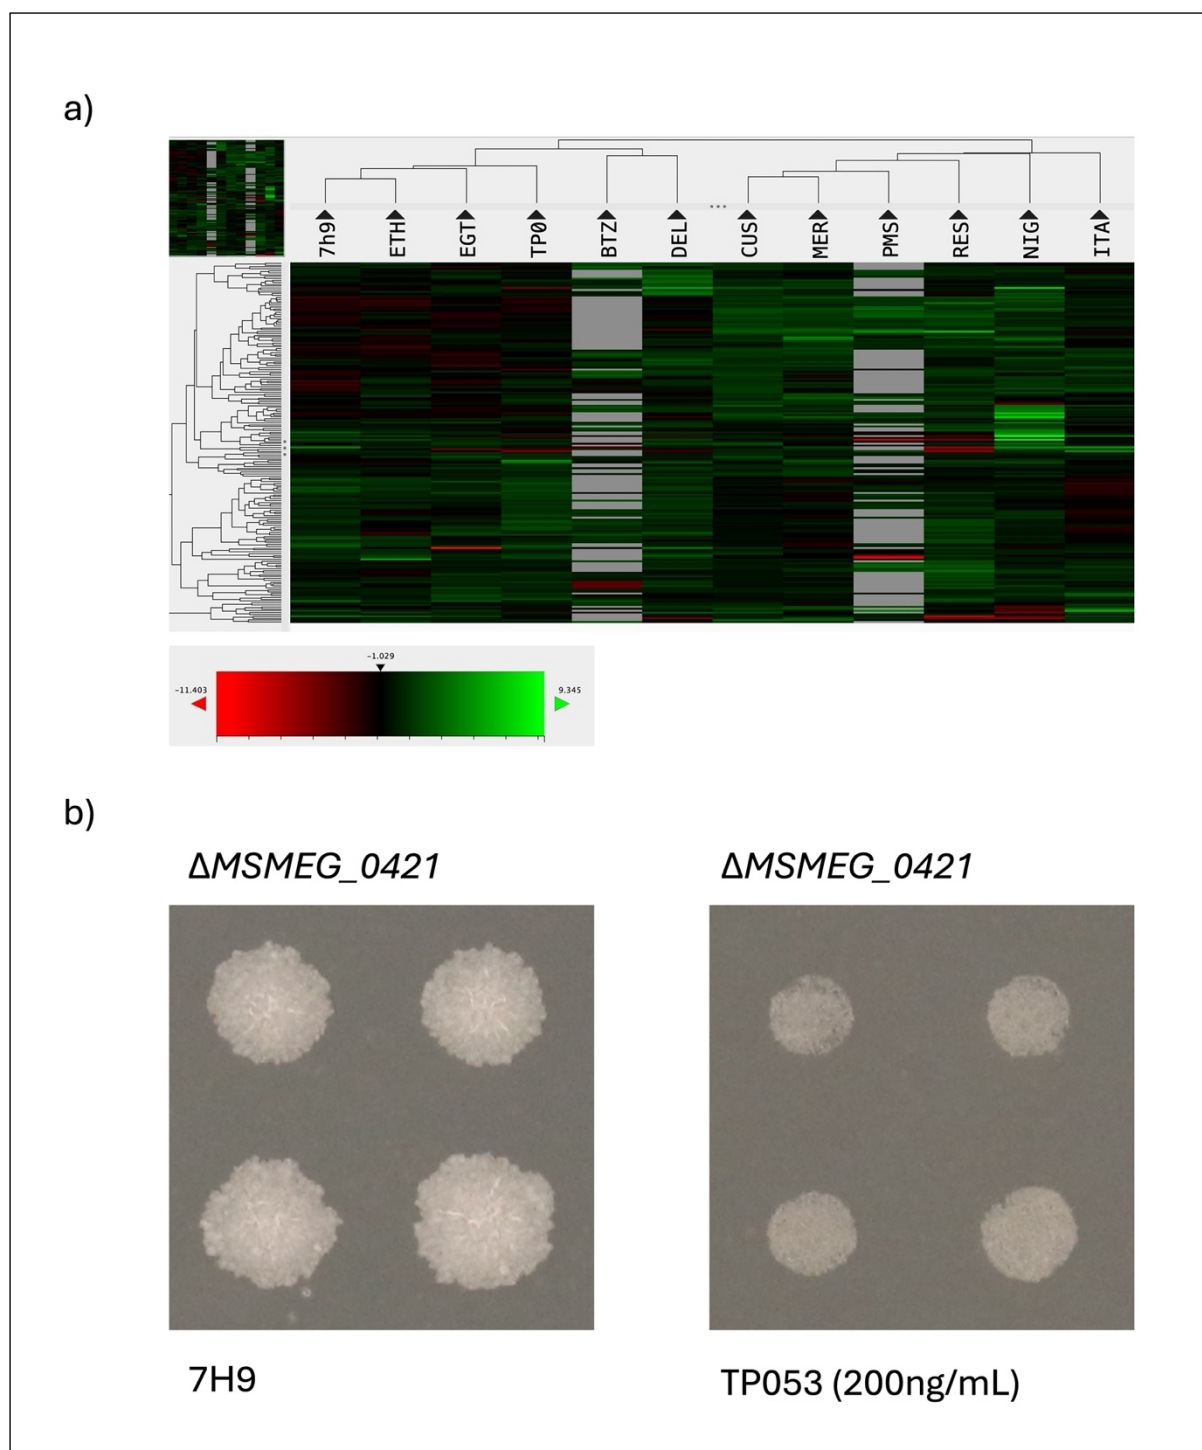 a)
7h9 ETH EGT TP0 BTZ DEL CUS MER PMS RES NIG ITA
-1.029
-11.403 9.345
b)
ΔMSMEG_0421 ΔMSMEG_0421
7H9 TP053 (200ng/mL)